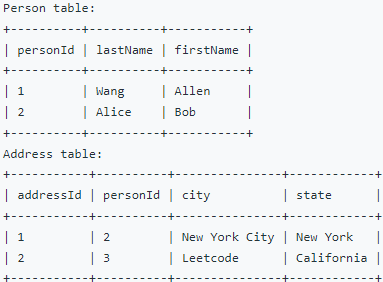 Person table:
+----------+----------+-----------+
| personId | lastName | firstName |
+----------+----------+-----------+
| 1        | Wang     | Allen     |
| 2        | Alice    | Bob       |
+----------+----------+-----------+
Address table:
+-----------+----------+---------------+------------+
| addressId | personId | city          | state      |
+-----------+----------+---------------+------------+
| 1         | 2        | New York City | New York   |
| 2         | 3        | Leetcode      | California |
+-----------+----------+---------------+------------+